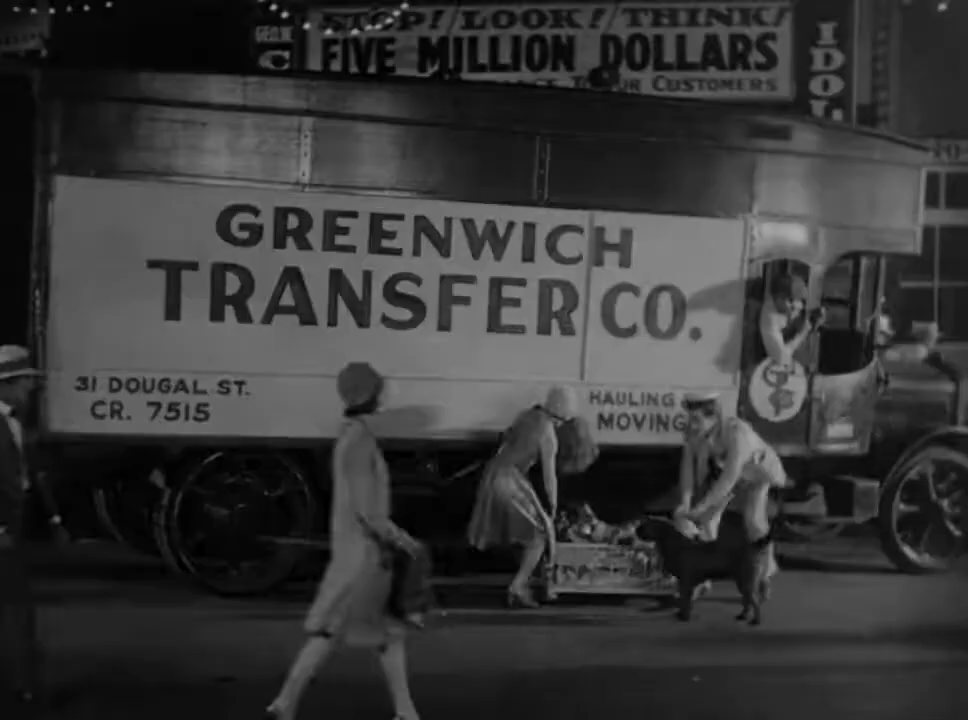 STOP! LOOK! THINK!
FIVE MILLION DOLLARS
CUSTOMERS
IDOL
GREENWICH
TRANSFER CO.
31 DOUGAL ST.
CR. 7515
HAULING
MOVING